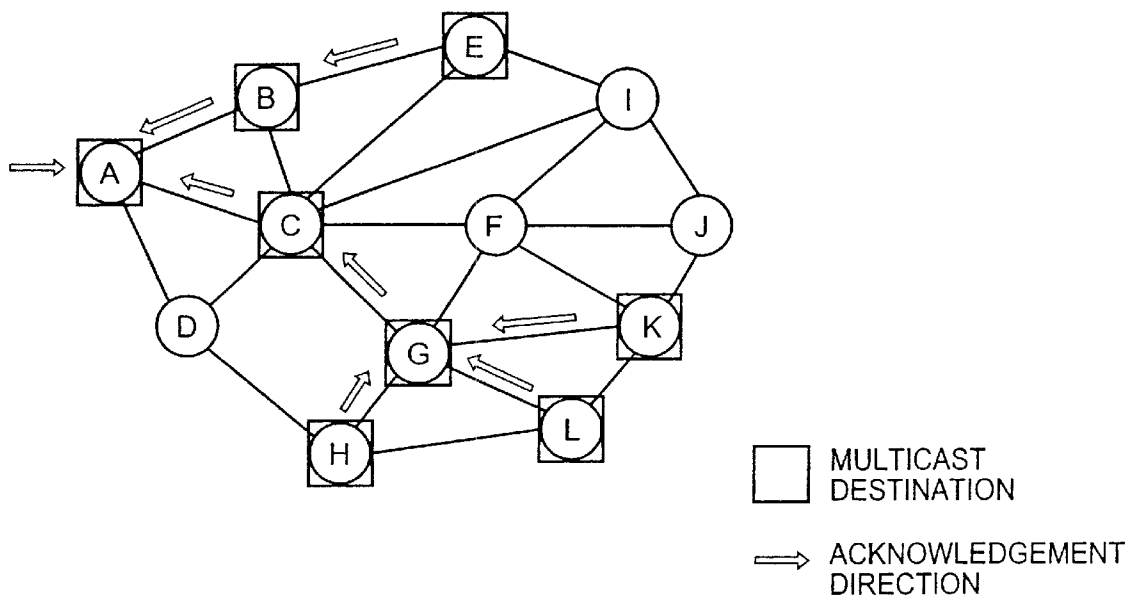 E
B
I
A
C
F
J
D
K
G
L
H
MULTICAST
DESTINATION
ACKNOWLEDGEMENT
DIRECTION